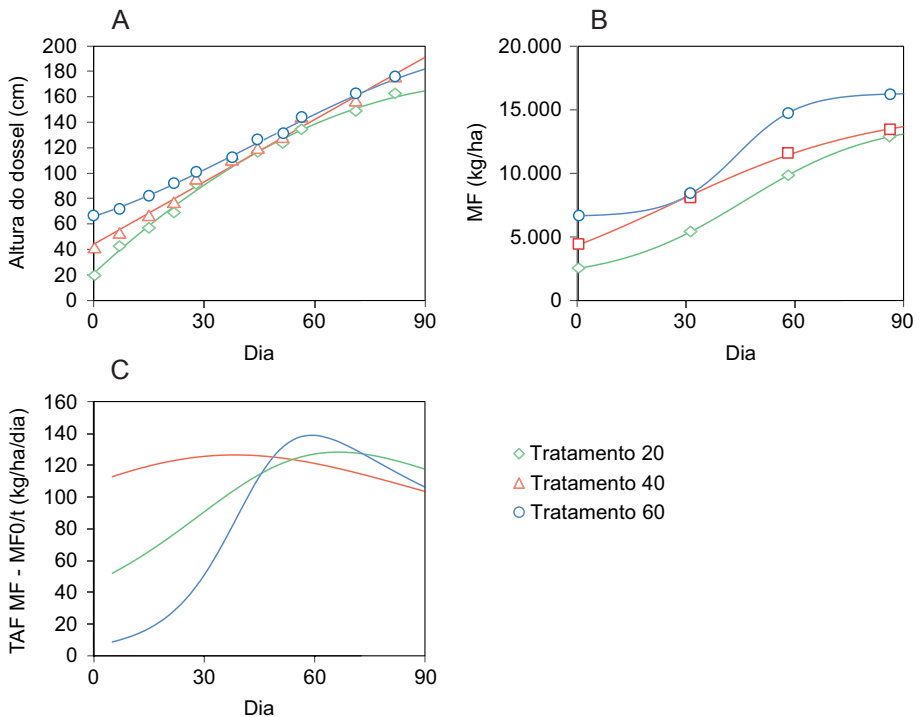 A
Altura do dossel (cm)
200
180
160
140
120
100
80
60
40
20
0
0 30 60 90
Dia
B
MF (kg/ha)
20.000
15.000
10.000
5.000
0
0 30 60 90
Dia
C
TAF MF - MF0/t (kg/ha/dia)
160
140
120
100
80
60
40
20
0
0 30 60 90
Dia
Tratamento 20
Tratamento 40
Tratamento 60